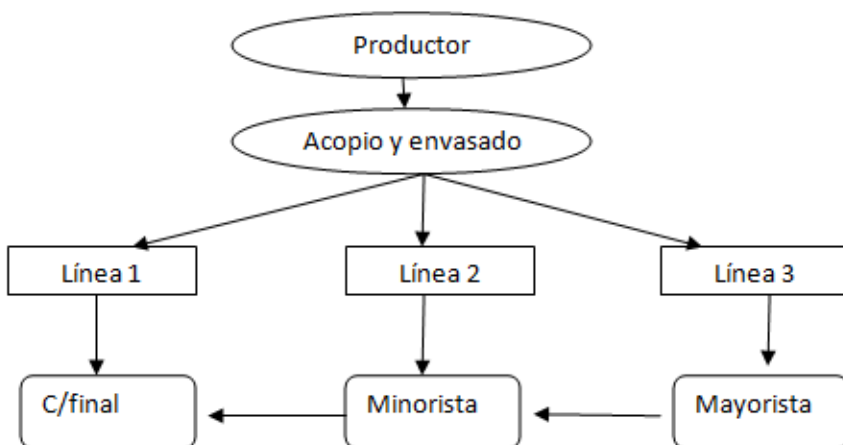 Productor
Acopio y envasado
Línea 1
Línea 2
Línea 3
C/final
Minorista
Mayorista